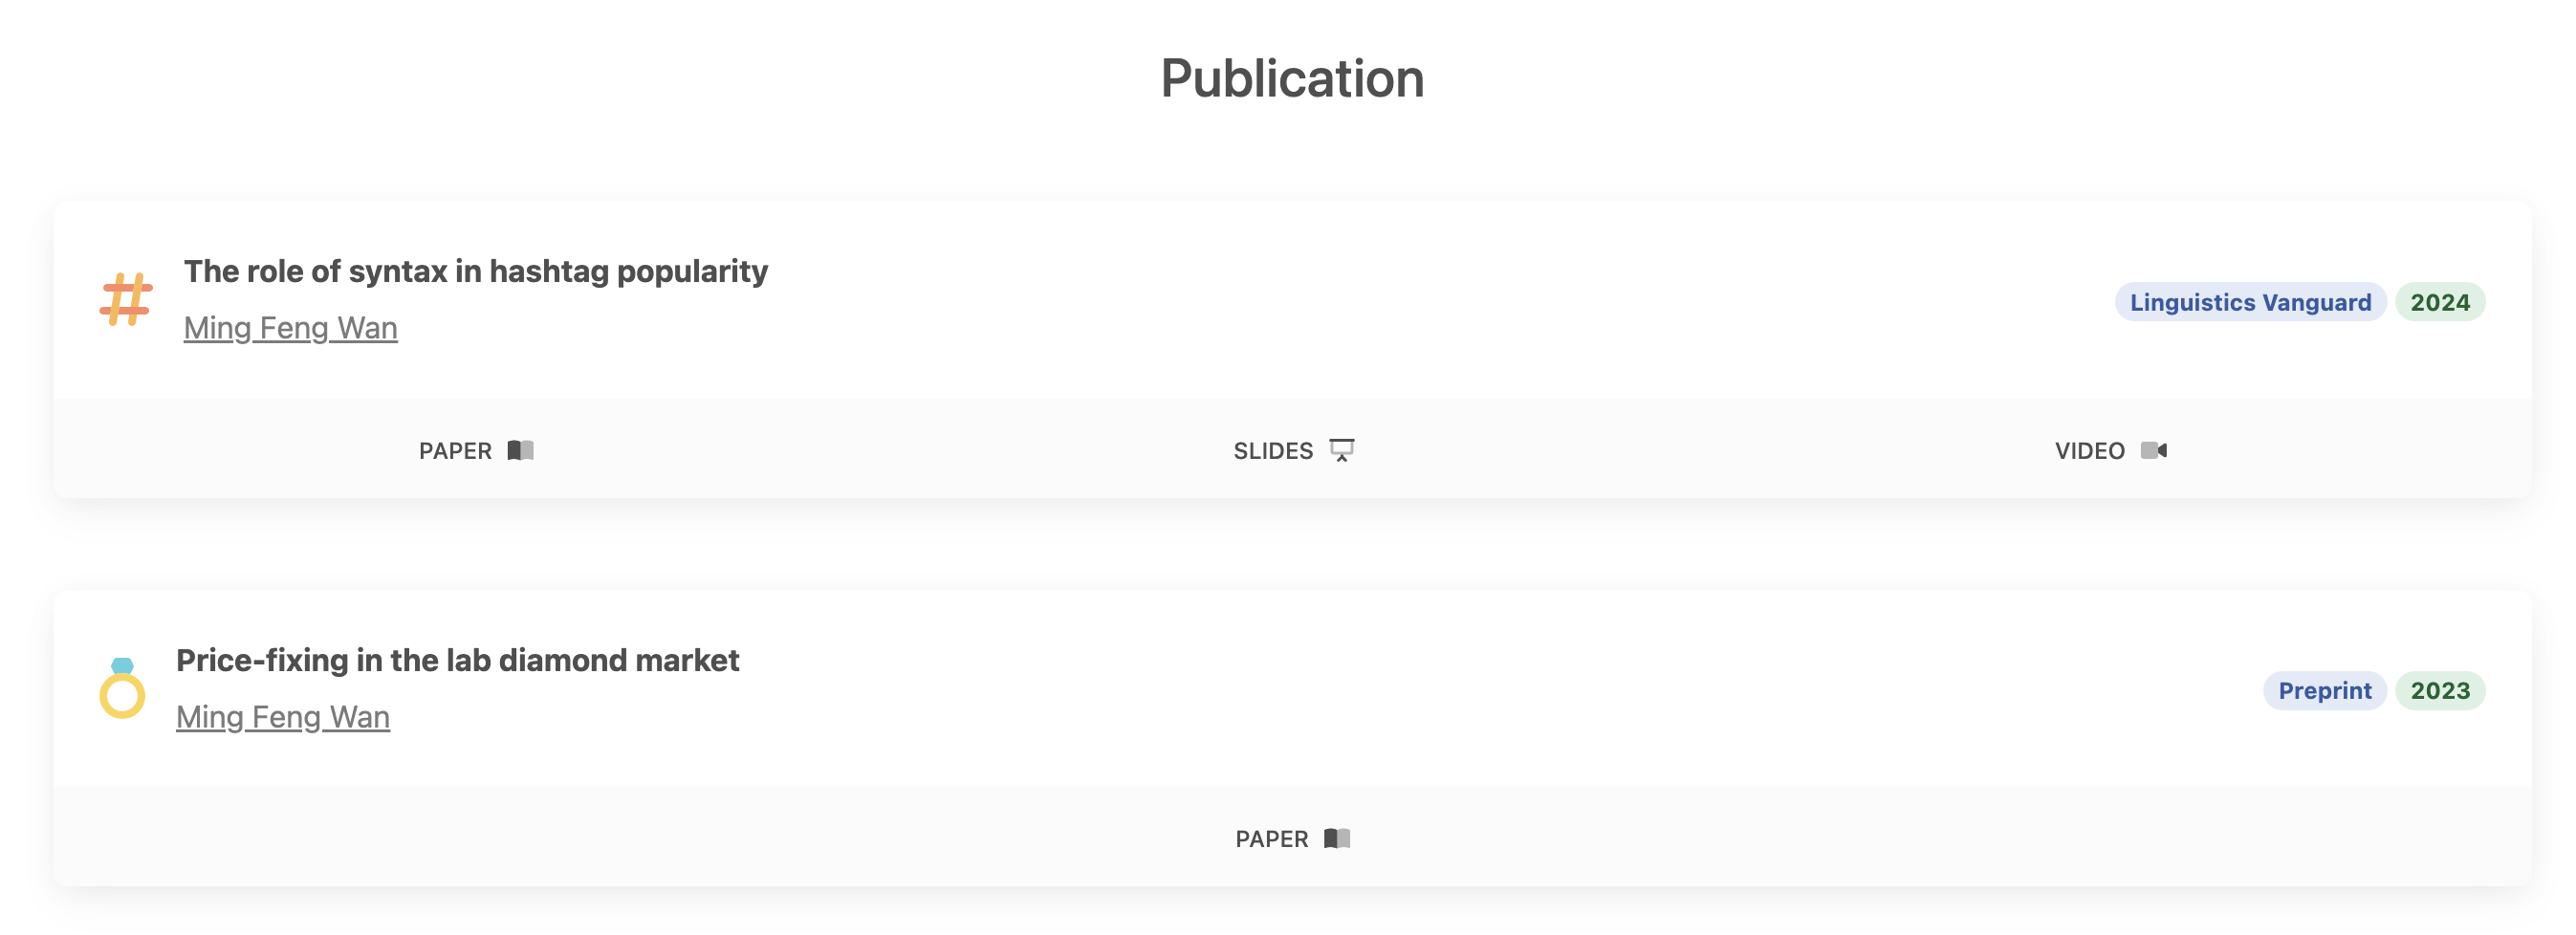 Publication
The role of syntax in hashtag popularity
Ming Feng Wan
Linguistics Vanguard 2024
PAPER SLIDES VIDEO
Price-fixing in the lab diamond market
Ming Feng Wan
Preprint 2023
PAPER